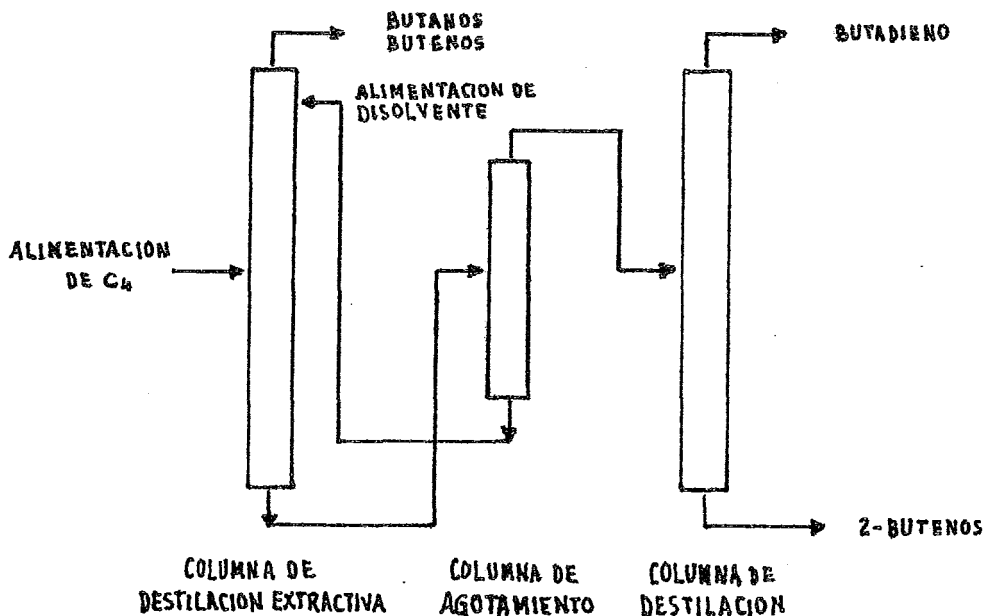 BUTANOS
BUTENOS
BUTADIENO
ALIMENTACION DE
DISOLVENTE
ALIMENTACION
DE C4
2-BUTENOS
COLUMNA DE
DESTILACION EXTRACTIVA
COLUMNA DE
AGOTAMIENTO
COLUMNA DE
DESTILACION